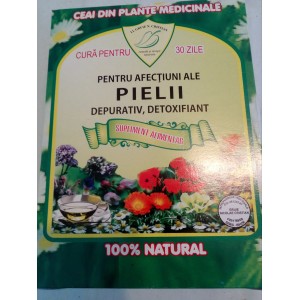 CEAI DIN PLANTE MEDICINALE
CURĂ PENTRU
30 ZILE
PENTRU AFECȚIUNI ALE
PIELII
DEPURATIV, DETOXIFIANT
SUPLIMENT ALIMENTAR
100% NATURAL